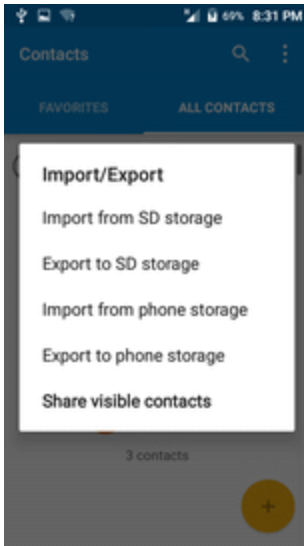 69% 8:31 PM
Contacts
FAVORITES ALL CONTACTS
Import/Export
Import from SD storage
Export to SD storage
Import from phone storage
Export to phone storage
Share visible contacts
3 contacts